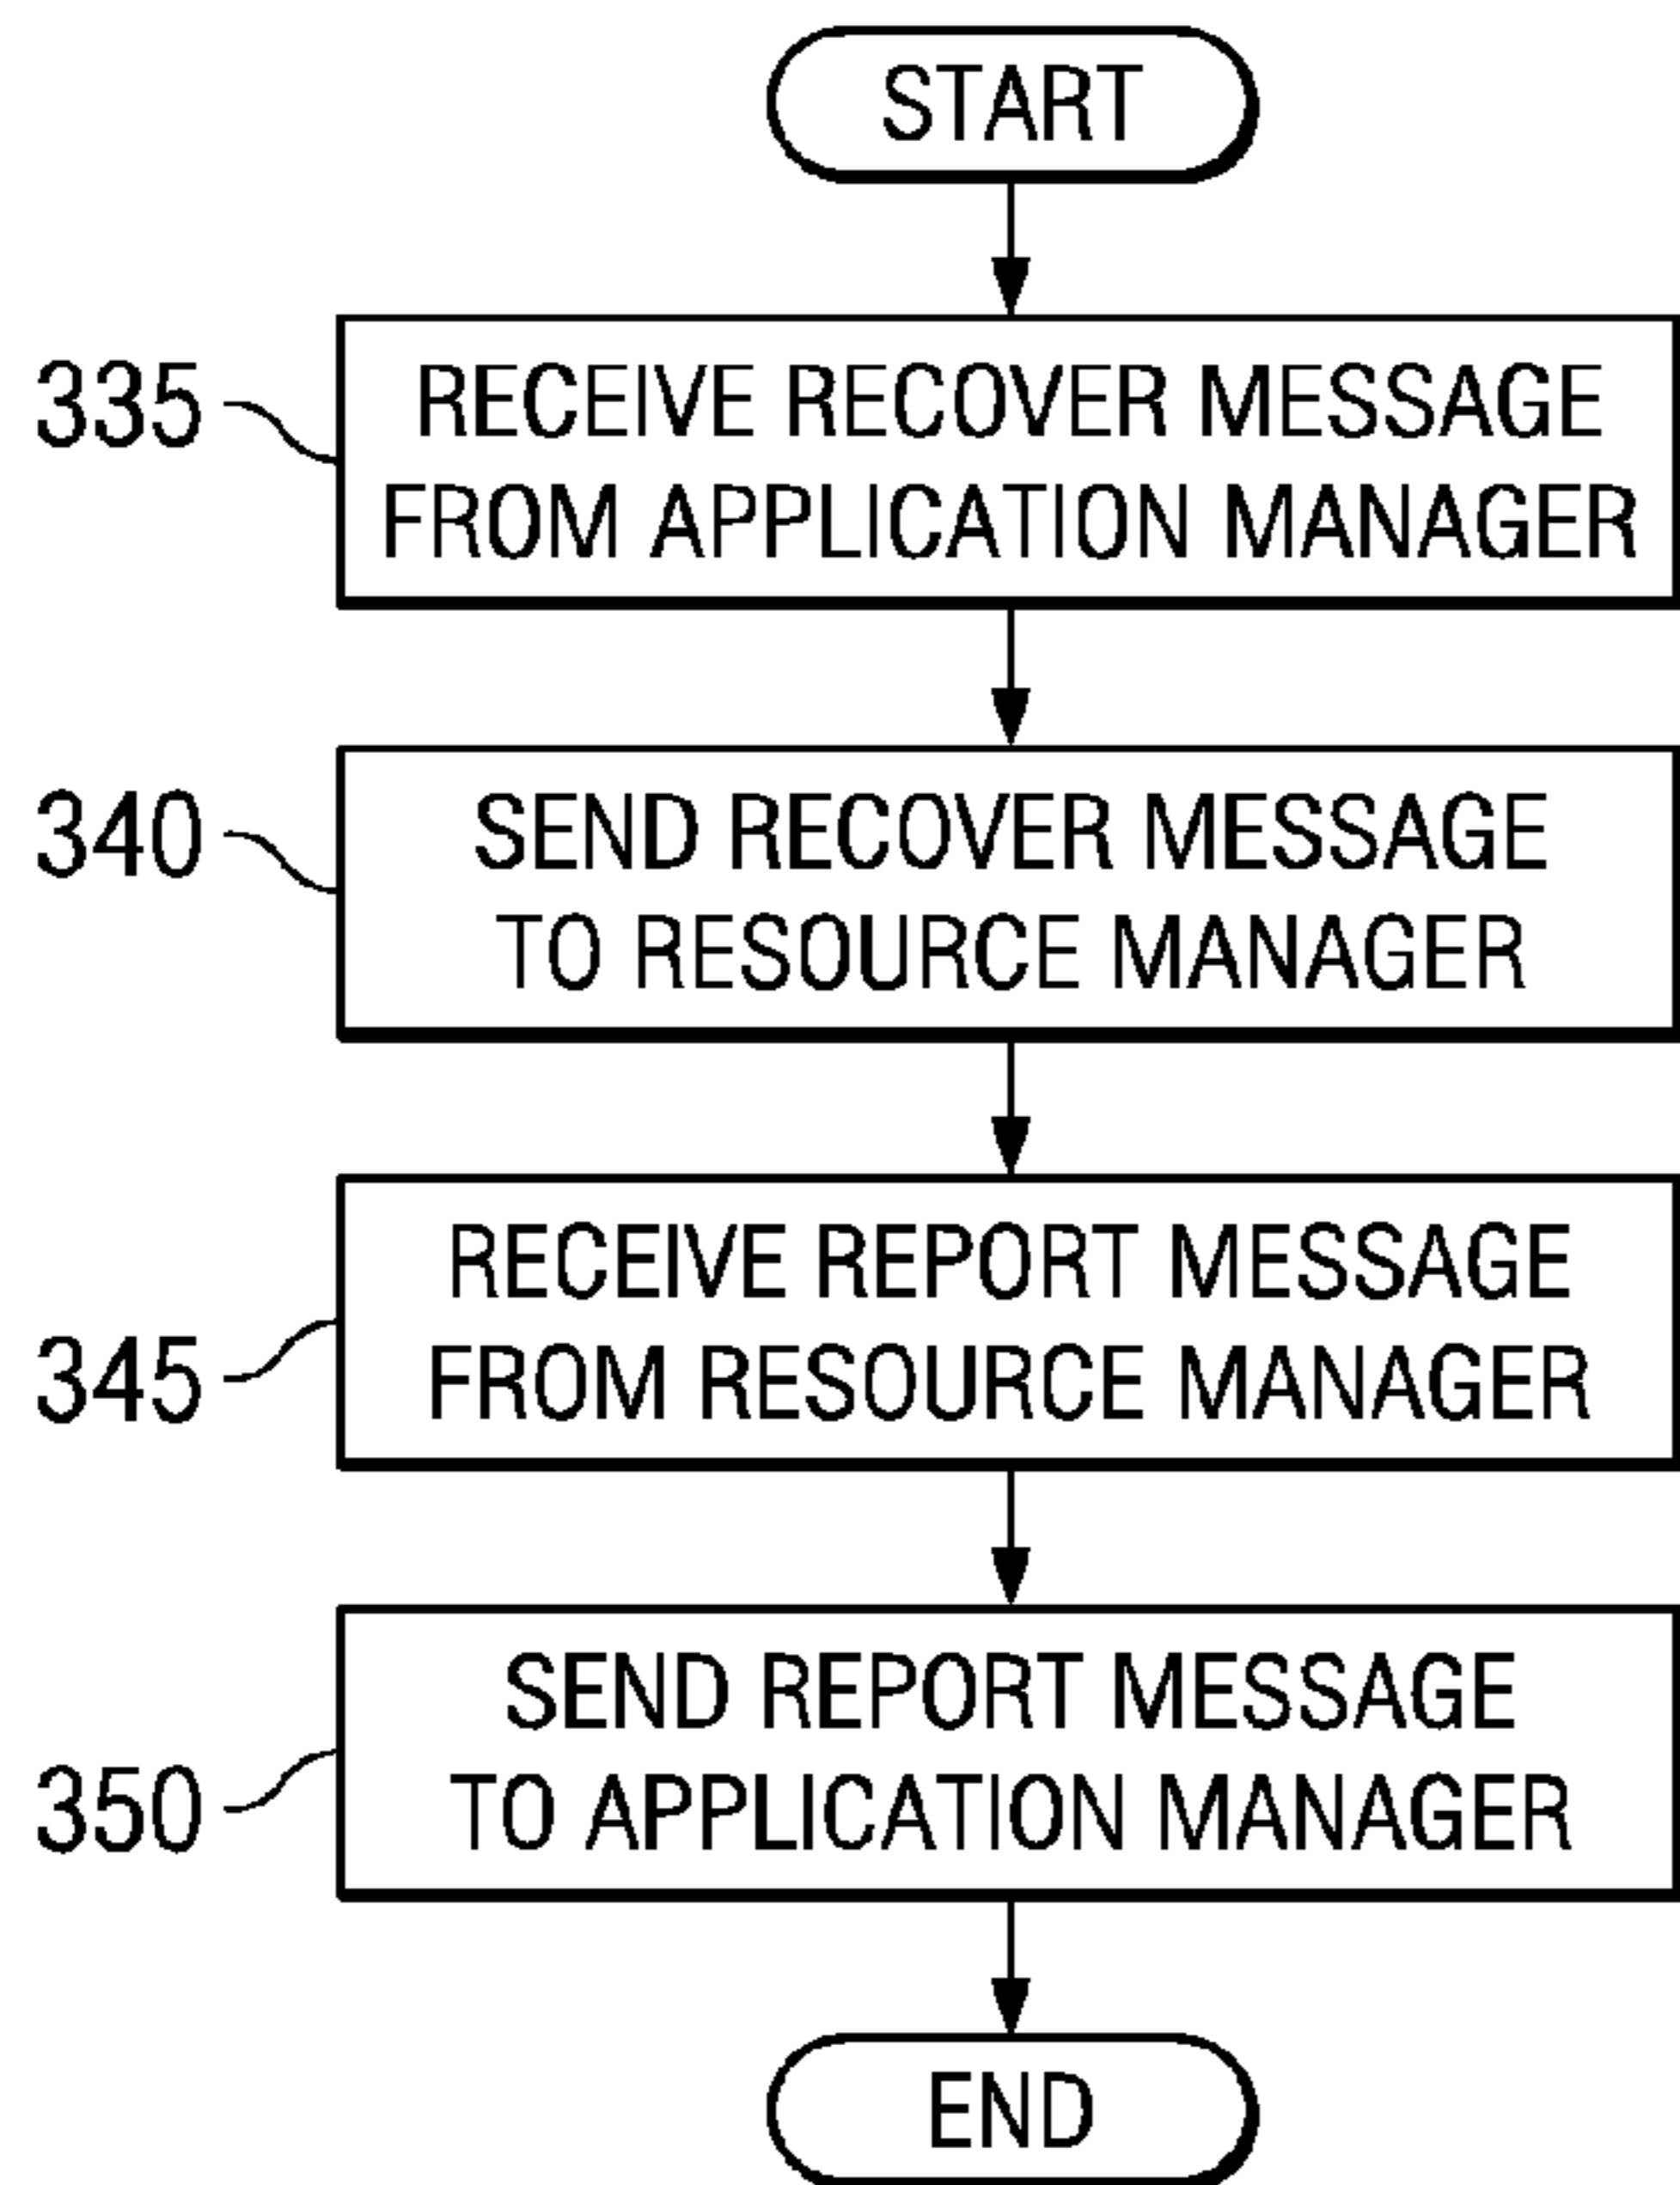 START
335
RECEIVE RECOVER MESSAGE
FROM APPLICATION MANAGER
340
SEND RECOVER MESSAGE
TO RESOURCE MANAGER
345
RECEIVE REPORT MESSAGE
FROM RESOURCE MANAGER
350
SEND REPORT MESSAGE
TO APPLICATION MANAGER
END